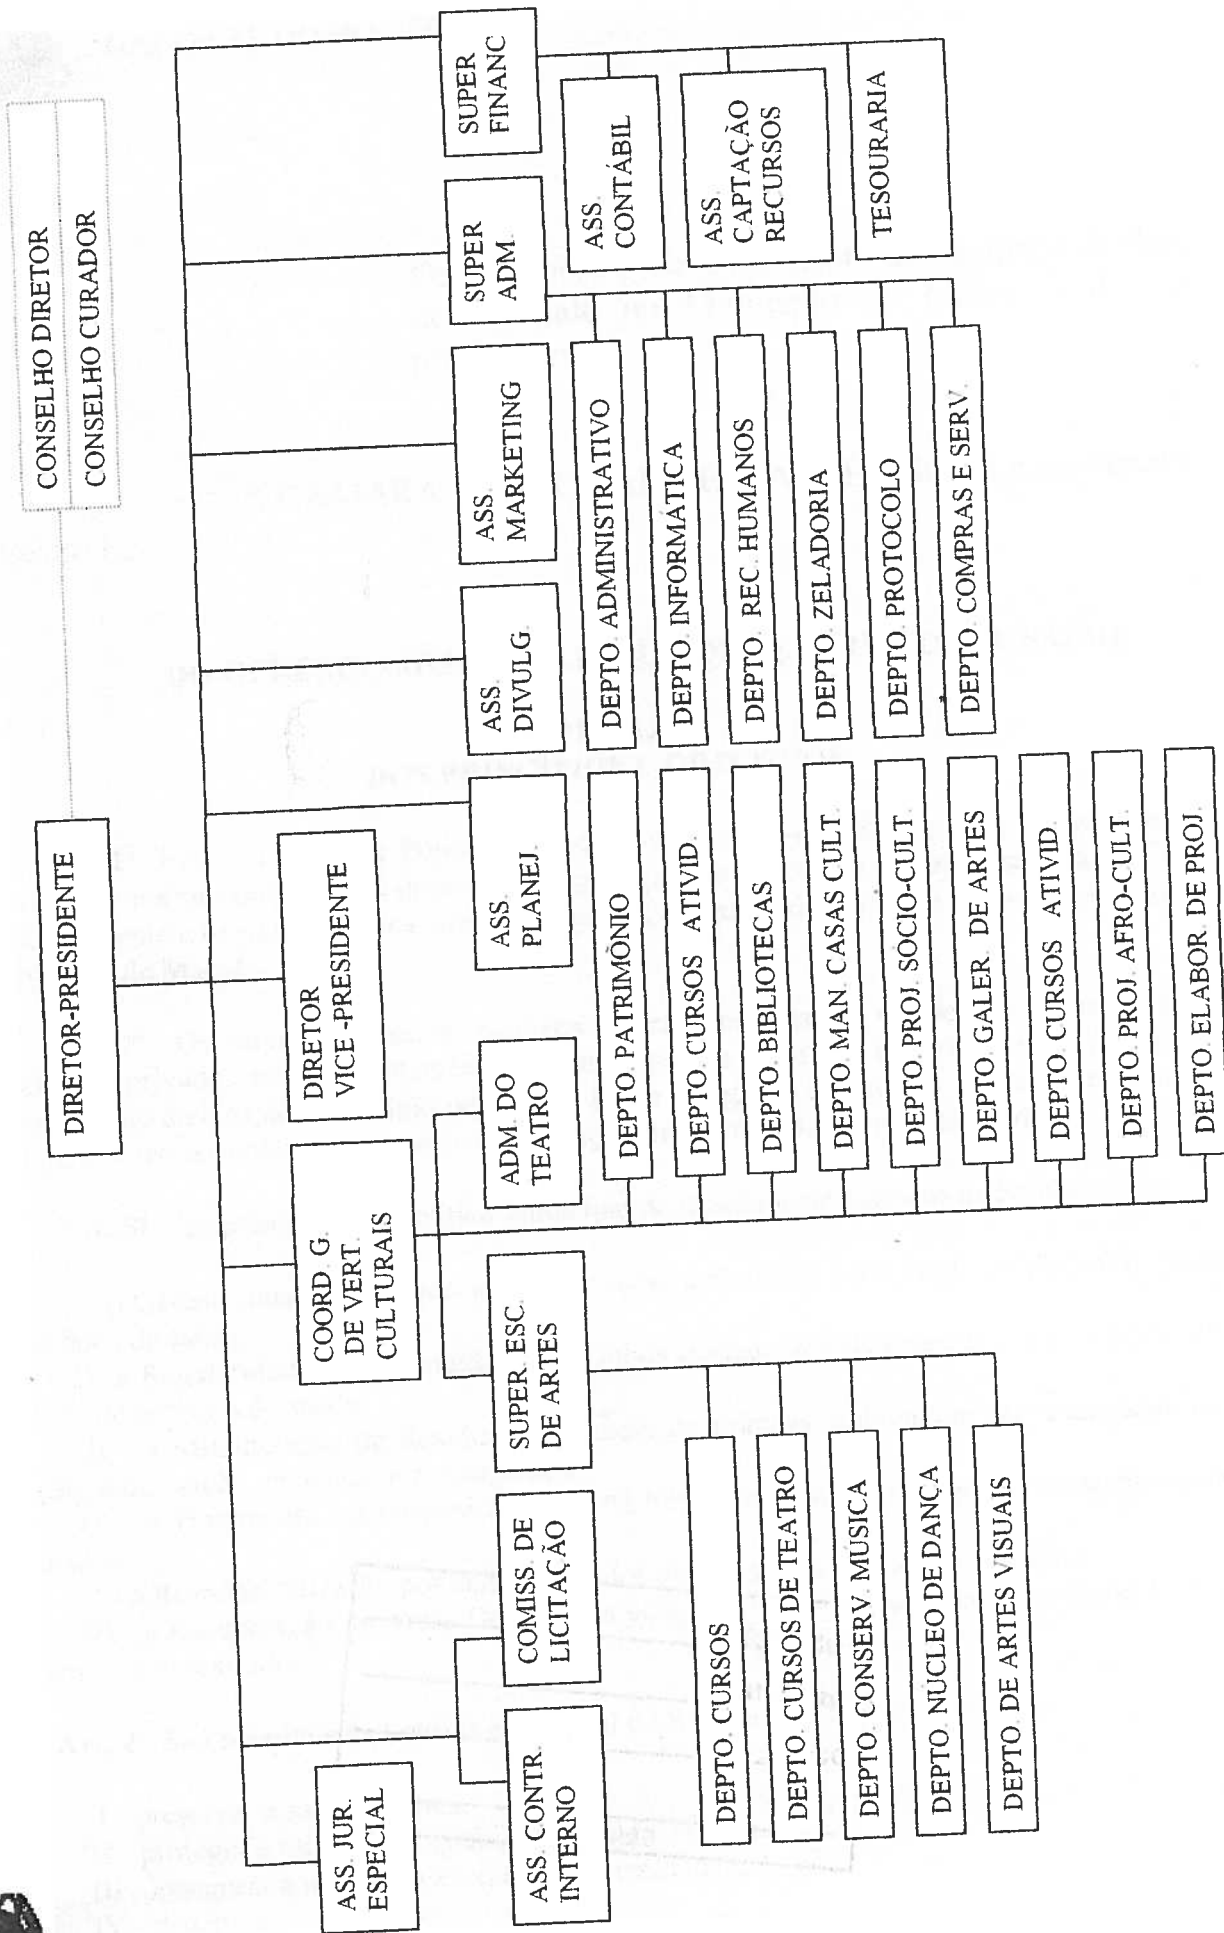 CONSELHO DIRETOR
CONSELHO CURADOR
DIRETOR-PRESIDENTE
DIRETOR
VICE -PRESIDENTE
COORD. G.
DE VERT.
CULTURAIS
ASS. JUR.
ESPECIAL
ASS. CONTR.
INTERNO
COMISS. DE
LICITAÇÃO
SUPER. ESC.
DE ARTES
ADM. DO
TEATRO
ASS.
PLANEJ
ASS.
DIVULG.
ASS.
MARKETING
SUPER
ADM.
SUPER
FINANC
DEPTO. CURSOS
DEPTO. CURSOS DE TEATRO
DEPTO. CONSERV. MÚSICA
DEPTO. NUCLEO DE DANÇA
DEPTO. DE ARTES VISUAIS
DEPTO. PATRIMÔNIO
DEPTO. CURSOS ATIVID.
DEPTO. BIBLIOTECAS
DEPTO. MAN. CASAS CULT.
DEPTO. PROJ. SOCIO-CULT.
DEPTO. GALER. DE ARTES
DEPTO. CURSOS ATIVID
DEPTO. PROJ. AFRO-CULT.
DEPTO. ELABOR. DE PROJ.
DEPTO. ADMINISTRATIVO
DEPTO. INFORMATICA
DEPTO. REC. HUMANOS
DEPTO. ZELADORIA
DEPTO. PROTOCOLO
DEPTO. COMPRAS E SERV.
ASS.
CONTÁBIL
ASS.
CAPTAÇÃO
RECURSOS
TESOURARIA